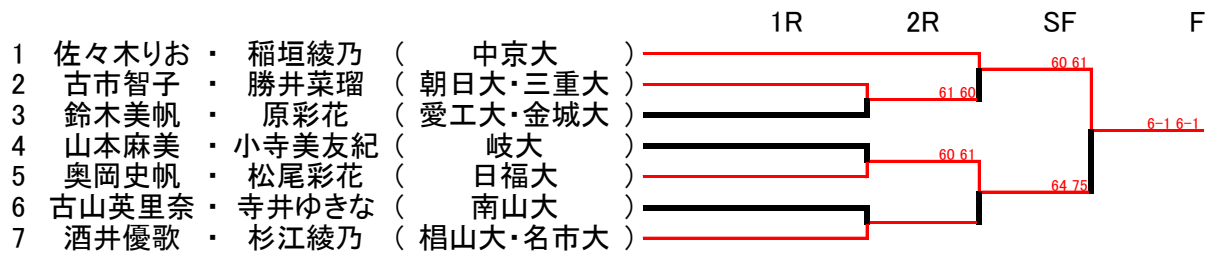 1R 2R SF F
1 佐々木りお ・ 稲垣綾乃 ( 中京大 )
60 61
2 古市智子 ・ 勝井菜瑠 ( 朝日大・三重大 )
61 60
3 鈴木美帆 ・ 原彩花 ( 愛工大・金城大 )
6-1 6-1
4 山本麻美 ・ 小寺美友紀 ( 岐大 )
60 61
5 奥岡史帆 ・ 松尾彩花 ( 日福大 )
64 75
6 古山英里奈 ・ 寺井ゆきな ( 南山大 )
7 酒井優歌 ・ 杉江綾乃 ( 椙山大・名市大 )